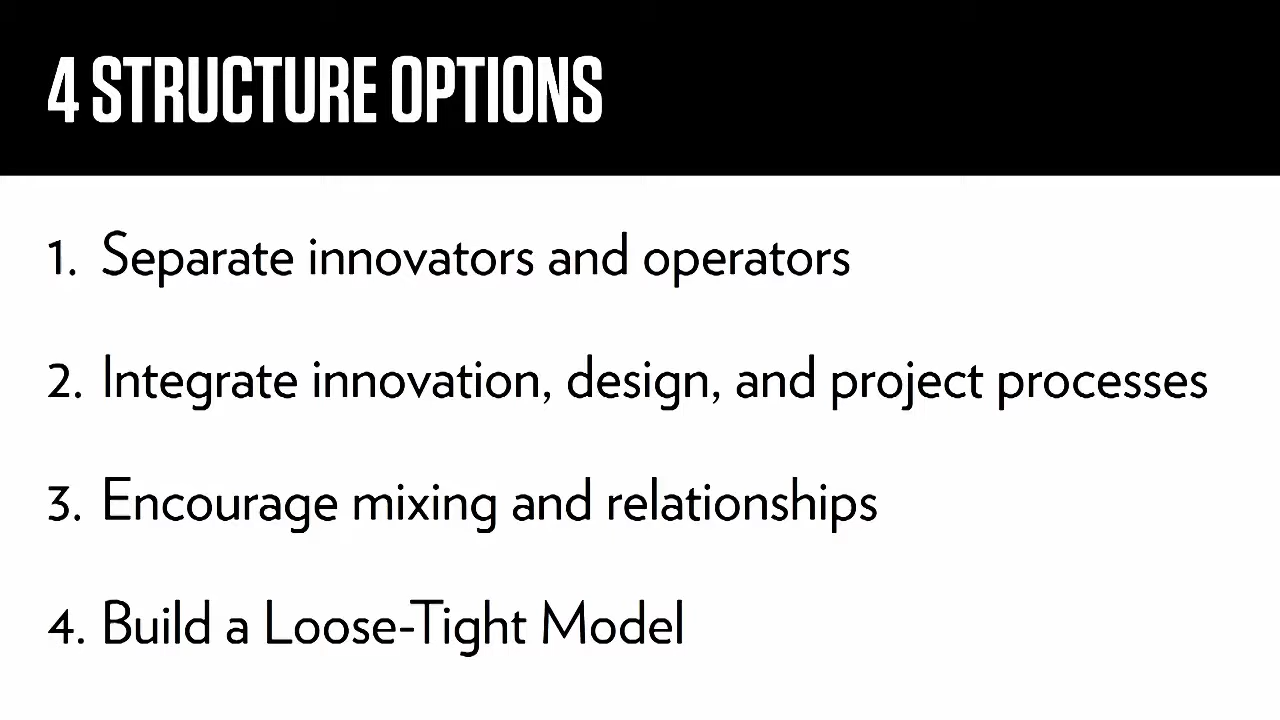 4 STRUCTURE OPTIONS
1. Separate innovators and operators
2. Integrate innovation, design, and project processes
3. Encourage mixing and relationships
4. Build a Loose-Tight Model